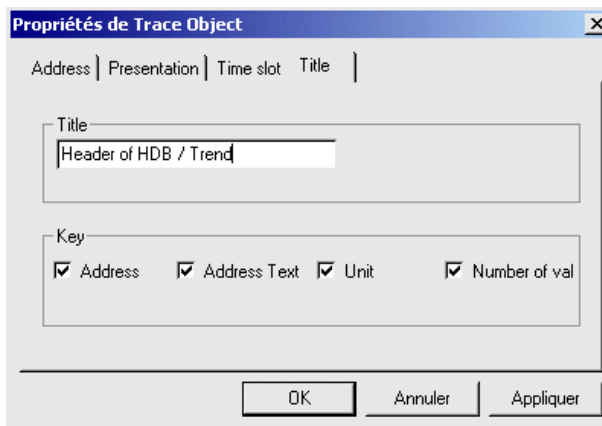 Propriétés de Trace Object
Address Presentation Time slot Title
Title
Header of HDB / Trend
Key
Address Address Text Unit Number of val
OK Annuler Appliquer